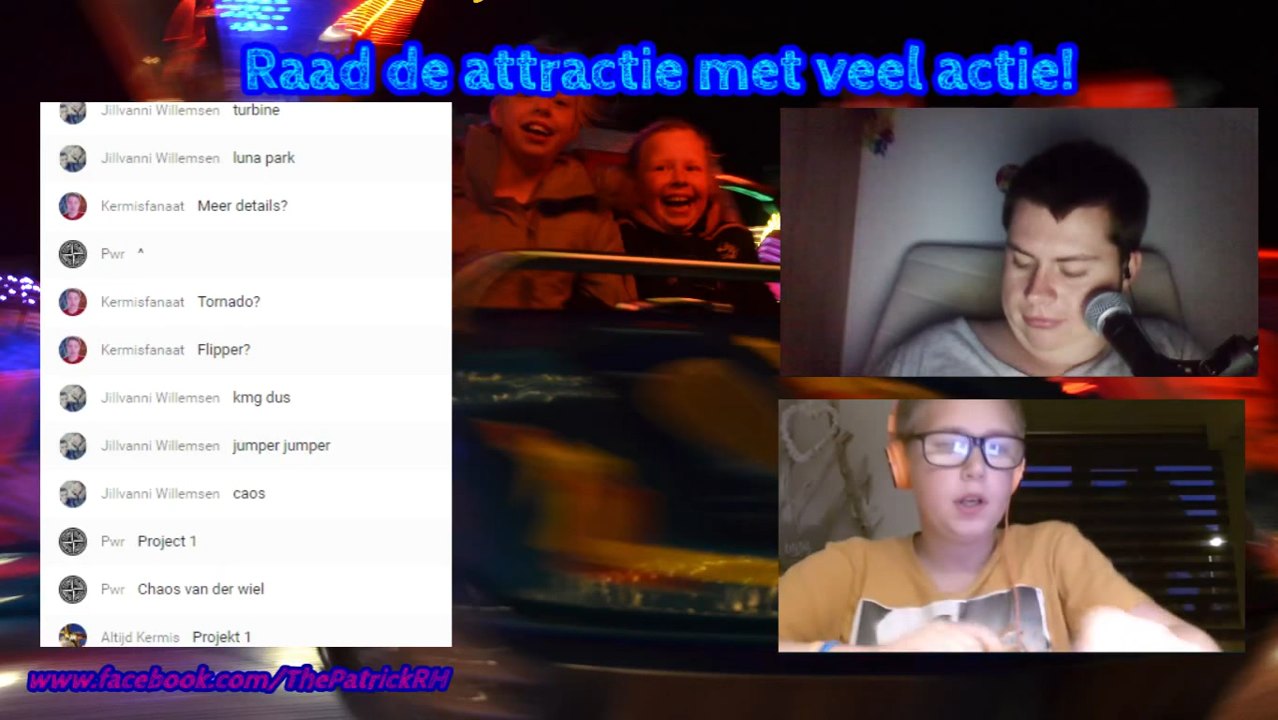 Raad de attractie met veel actie!
Jillvanni Willemsen turbine
Jillvanni Willemsen luna park
Kermisfanaat Meer details?
Pwr ^
Kermisfanaat Tornado?
Kermisfanaat Flipper?
Jillvanni Willemsen kmg dus
Jillvanni Willemsen jumper jumper
Jillvanni Willemsen caos
Pwr Project 1
Pwr Chaos van der wiel
Altijd Kermis Projekt 1
www.facebook.com/ThePatrickRH